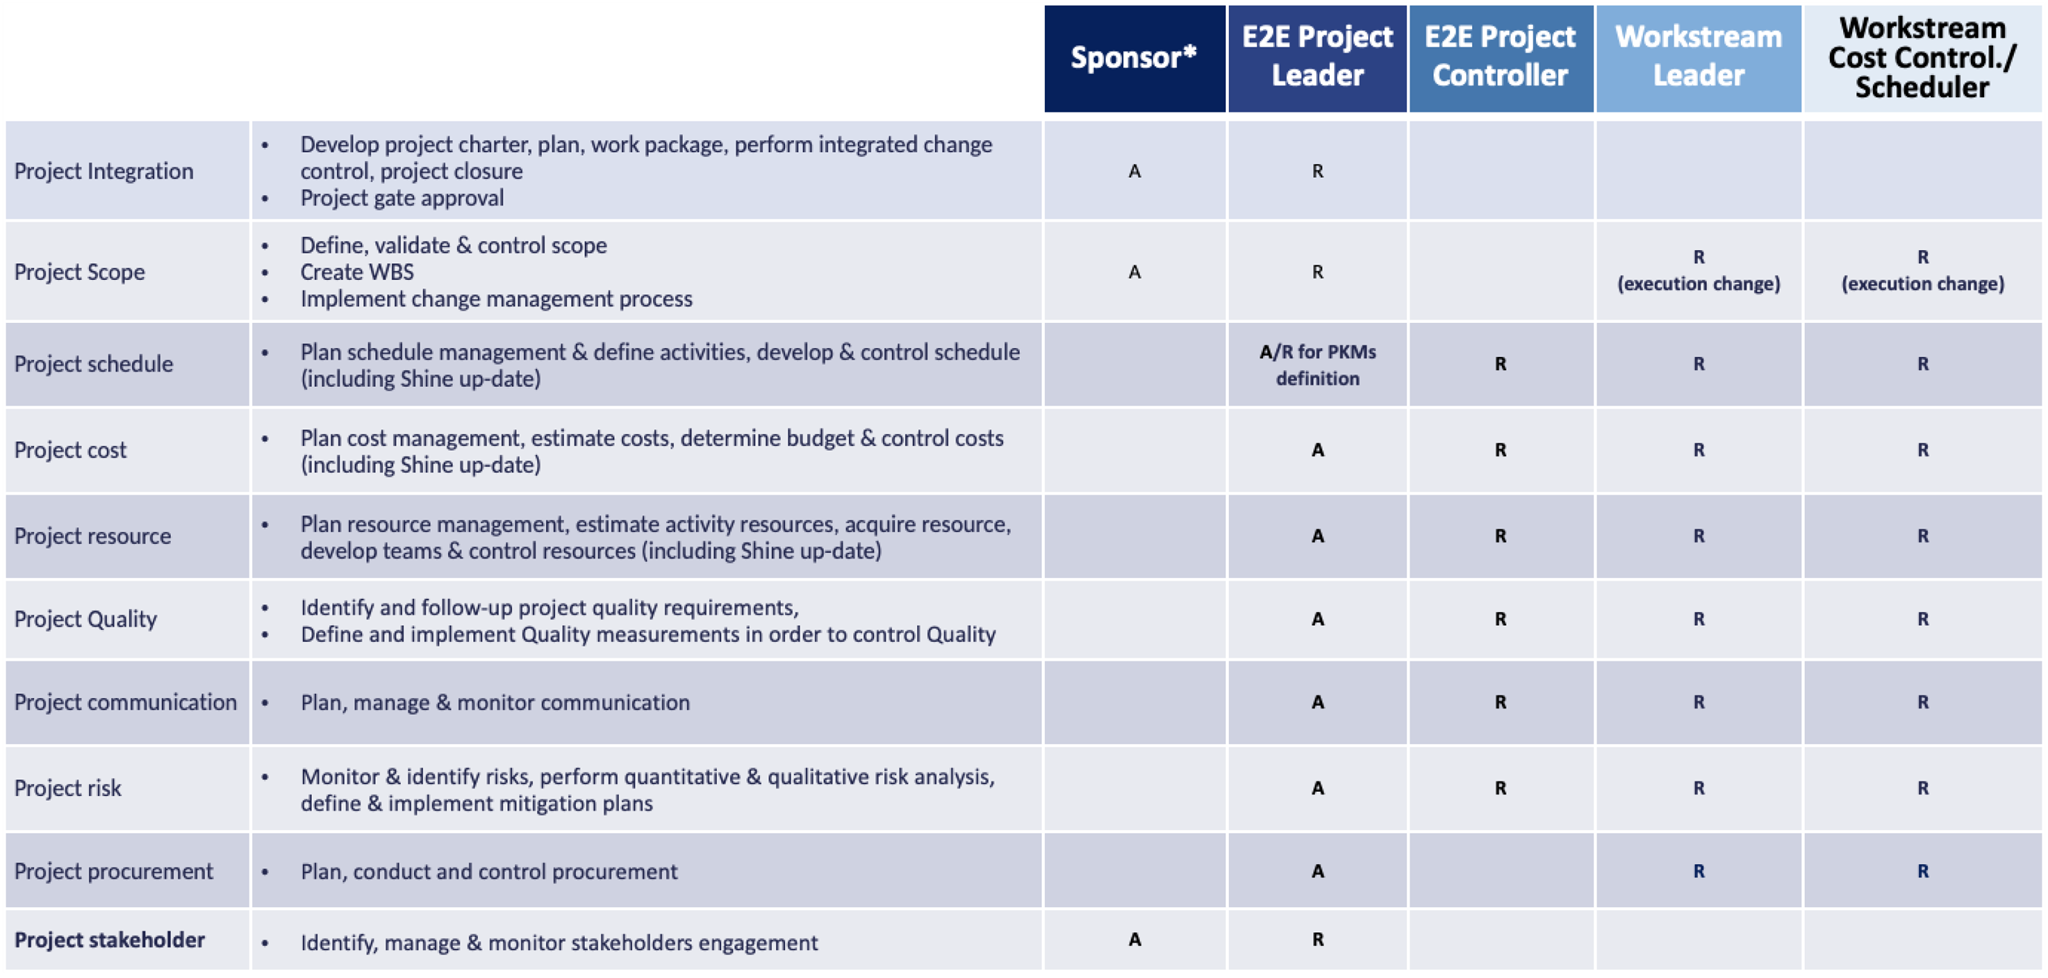 Sponsor*
E2E Project
Leader
E2E Project
Controller
Workstream
Leader
Workstream
Cost Control./
Scheduler
Project Integration
• Develop project charter, plan, work package, perform integrated change
control, project closure
• Project gate approval
A
R
Project Scope
• Define, validate & control scope
• Create WBS
• Implement change management process
A
R
R
(execution change)
R
(execution change)
Project schedule
• Plan schedule management & define activities, develop & control schedule
(including Shine up-date)
A/R for PKMs
definition
R
R
R
Project cost
• Plan cost management, estimate costs, determine budget & control costs
(including Shine up-date)
A
R
R
R
Project resource
• Plan resource management, estimate activity resources, acquire resource,
develop teams & control resources (including Shine up-date)
A
R
R
R
Project Quality
• Identify and follow-up project quality requirements,
• Define and implement Quality measurements in order to control Quality
A
R
R
R
Project communication
• Plan, manage & monitor communication
A
R
R
R
Project risk
• Monitor & identify risks, perform quantitative & qualitative risk analysis,
define & implement mitigation plans
A
R
R
R
Project procurement
• Plan, conduct and control procurement
A
R
R
Project stakeholder
• Identify, manage & monitor stakeholders engagement
A
R